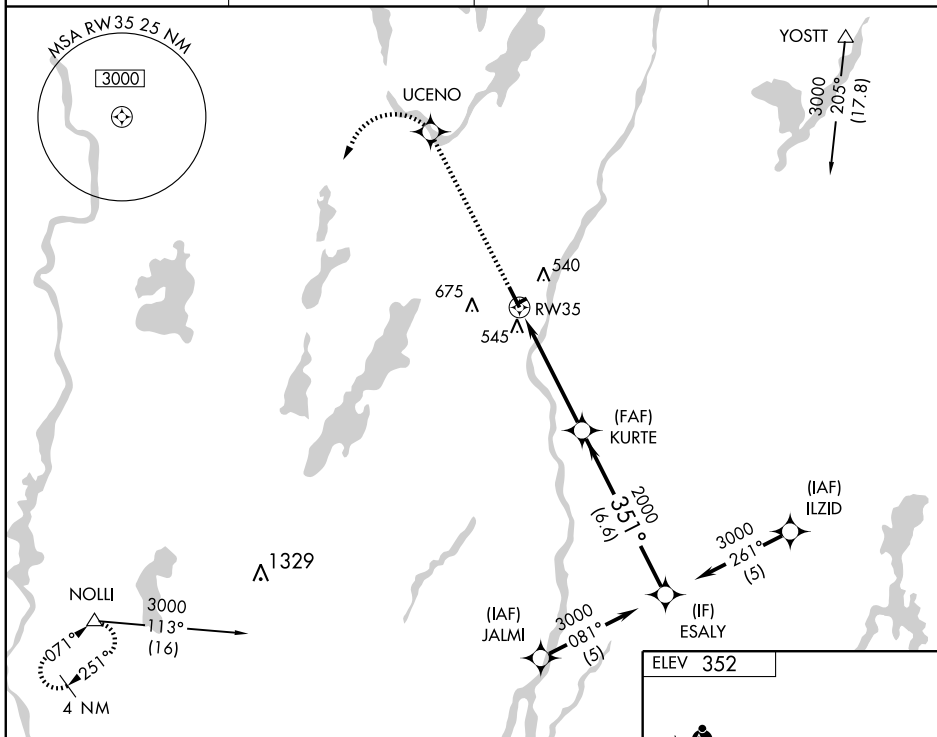 MSA RW35 25 NM
3000
YOSTT
3000
205°
(17.8)
UCENO
540
675
RW35
545
(FAF)
KURTE
2000
351°
(6.6)
(IAF)
ILZID
3000
261°
(5)
1329
NOLLI
3000
113°
(16)
071°
251°
4 NM
(IAF)
JALMI
3000
081°
(5)
(IF)
ESALY
ELEV 352